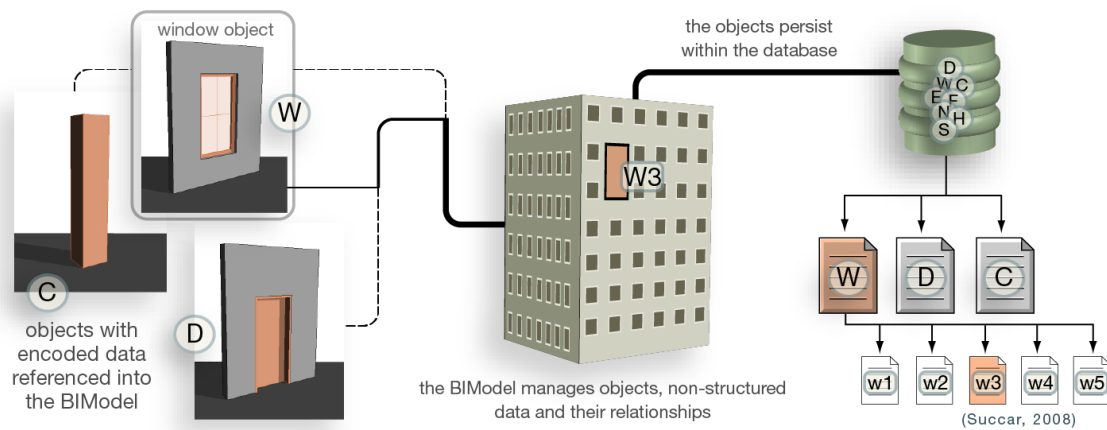 window object
W
C
objects with
encoded data
referenced into
the BIModel
D
W3
the BIModel manages objects, non-structured
data and their relationships
the objects persist
within the database
D
W C
E F
N H
S
W D C
w1 w2 w3 w4 w5
(Succar, 2008)